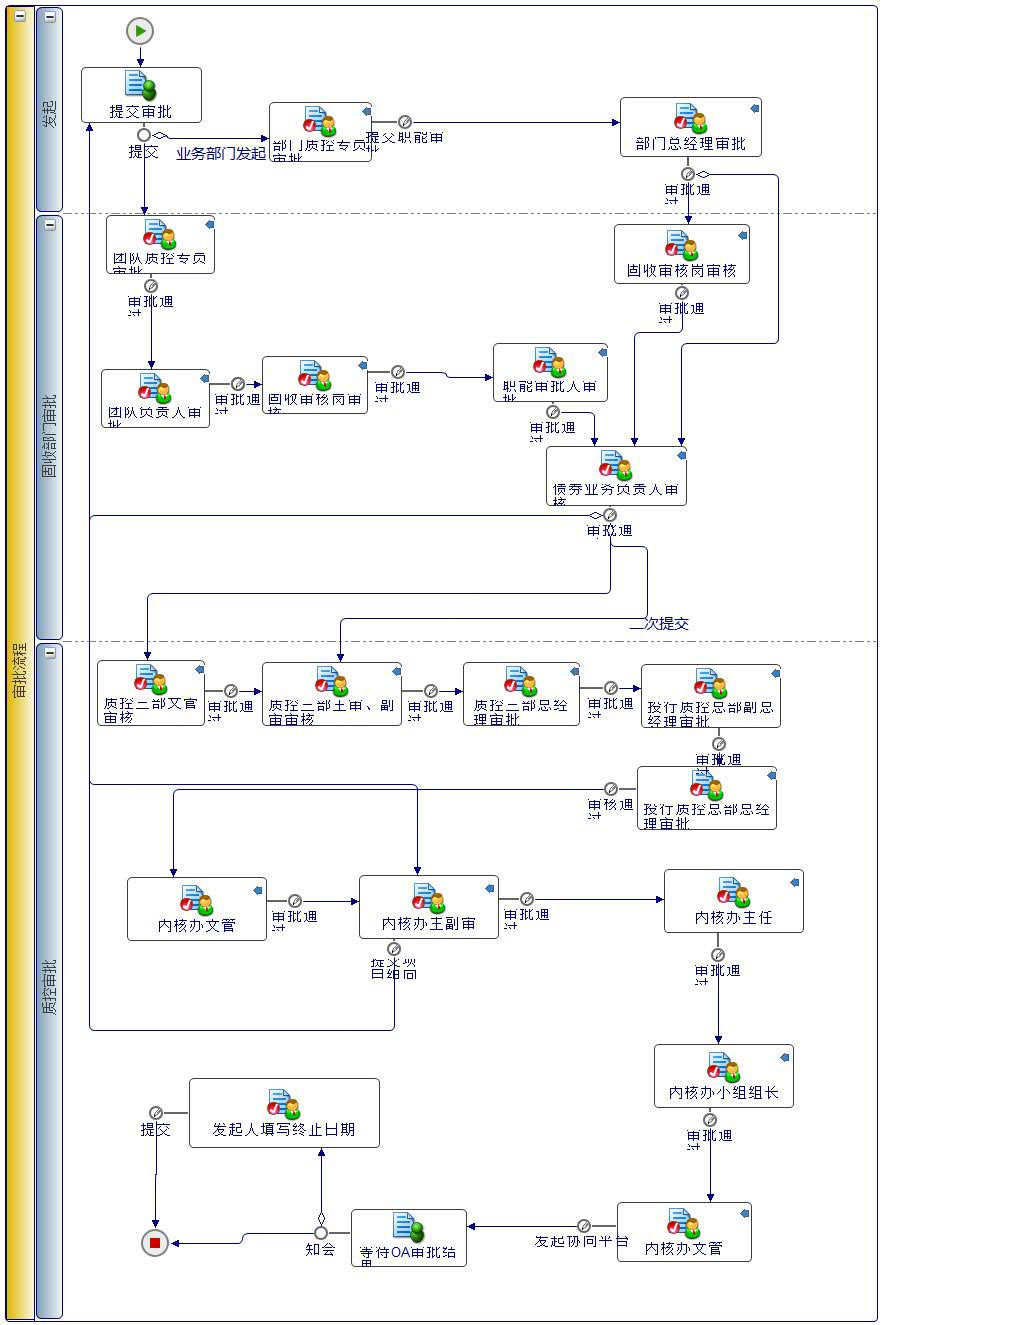 审批流程
发起
提交审批
提交
业务部门发起
部门质控专员
审批
提交职能审
批
部门总经理审批
审批通
过
固收部门审批
团队质控专员
审批
审批通
过
固收审核岗审核
审批通
过
团队负责人审
批
审批通
过
固收审核岗审
核
审批通
过
职能审批人审
批
审批通
过
债券业务负责人审
核
审批通
二次提交
质控审批
质控二部文官
审核
审批通
过
质控二部主审、副
审审核
审批通
过
质控二部总经
理审批
审批通
过
投行质控总部副总
经理审批
审批通
过
投行质控总部总经
理审批
审核通
过
内核办文管
审批通
过
内核办主副审
审批通
过
内核办主任
提交项
目组同
审批通
过
内核办小组组长
审批通
过
发起人填写终止日期
提交
内核办文管
发起协同平台
等待OA审批结
果
知会